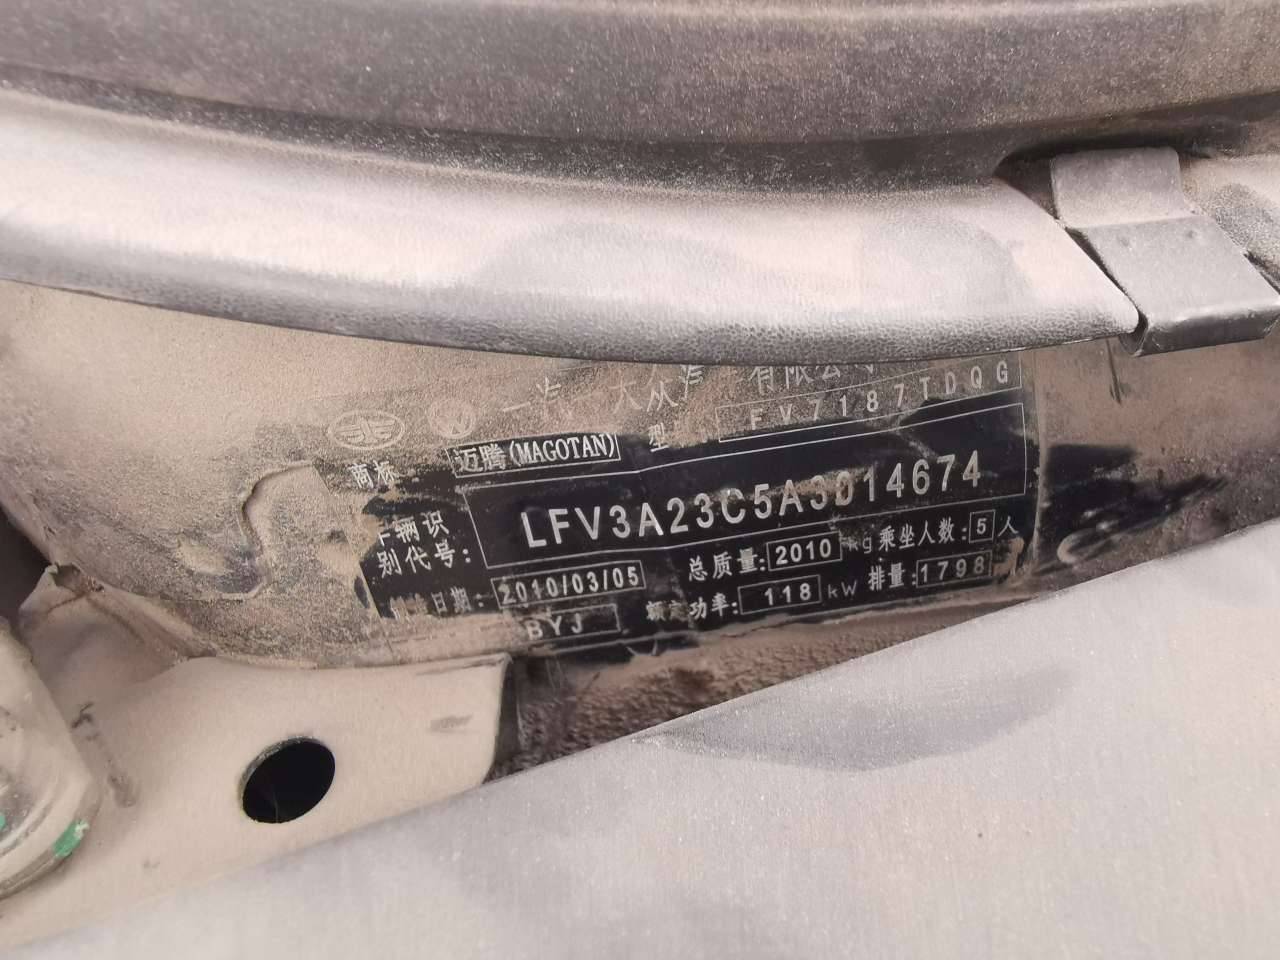 一汽-大众汽 有限公
商标 迈腾(MAGOTAN) 型 FV7187TDQG
车辆识别代号: LFV3A23C5A3014674
总质量: 2010 kg 乘坐人数: 5 人
日期: 2010/03/05 额定功率: 118 kW 排量: 1798
BYJ